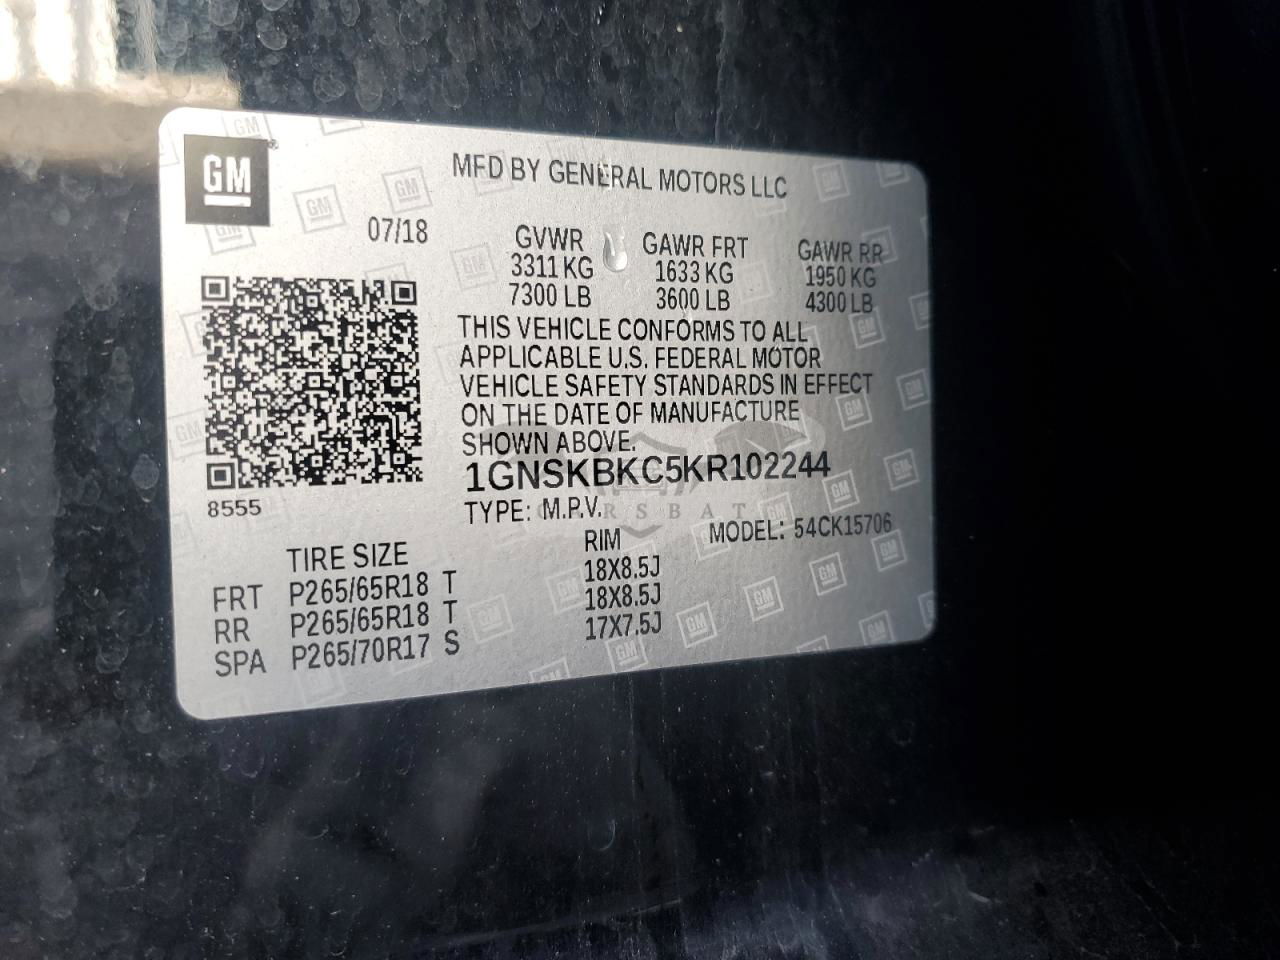 GM
MFD BY GENERAL MOTORS LLC
07/18
GVWR GAWR FRT GAWR RR
3311 KG 1633 KG 1950 KG
7300 LB 3600 LB 4300 LB
THIS VEHICLE CONFORMS TO ALL
APPLICABLE U.S. FEDERAL MOTOR
VEHICLE SAFETY STANDARDS IN EFFECT
ON THE DATE OF MANUFACTURE
SHOWN ABOVE.
1GNSKBKC5KR102244
8555
TYPE: M.P.V. MODEL: 54CK15706
TIRE SIZE RIM
FRT P265/65R18 T 18X8.5J
RR P265/65R18 T 18X8.5J
SPA P265/70R17 S 17X7.5J